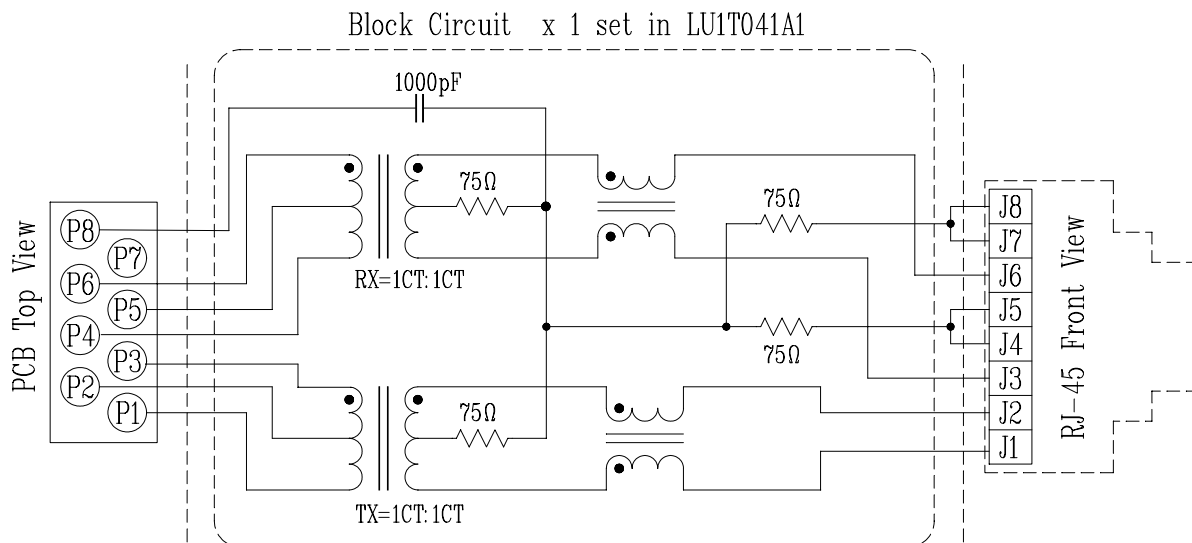 Block Circuit x 1 set in LU1T041A1
1000pF
75Ω
75Ω
RX=1CT:1CT
75Ω
75Ω
TX=1CT:1CT
PCB Top View
P8
P7
P6
P5
P4
P3
P2
P1
J8
J7
J6
J5
J4
J3
J2
J1
RJ-45 Front View